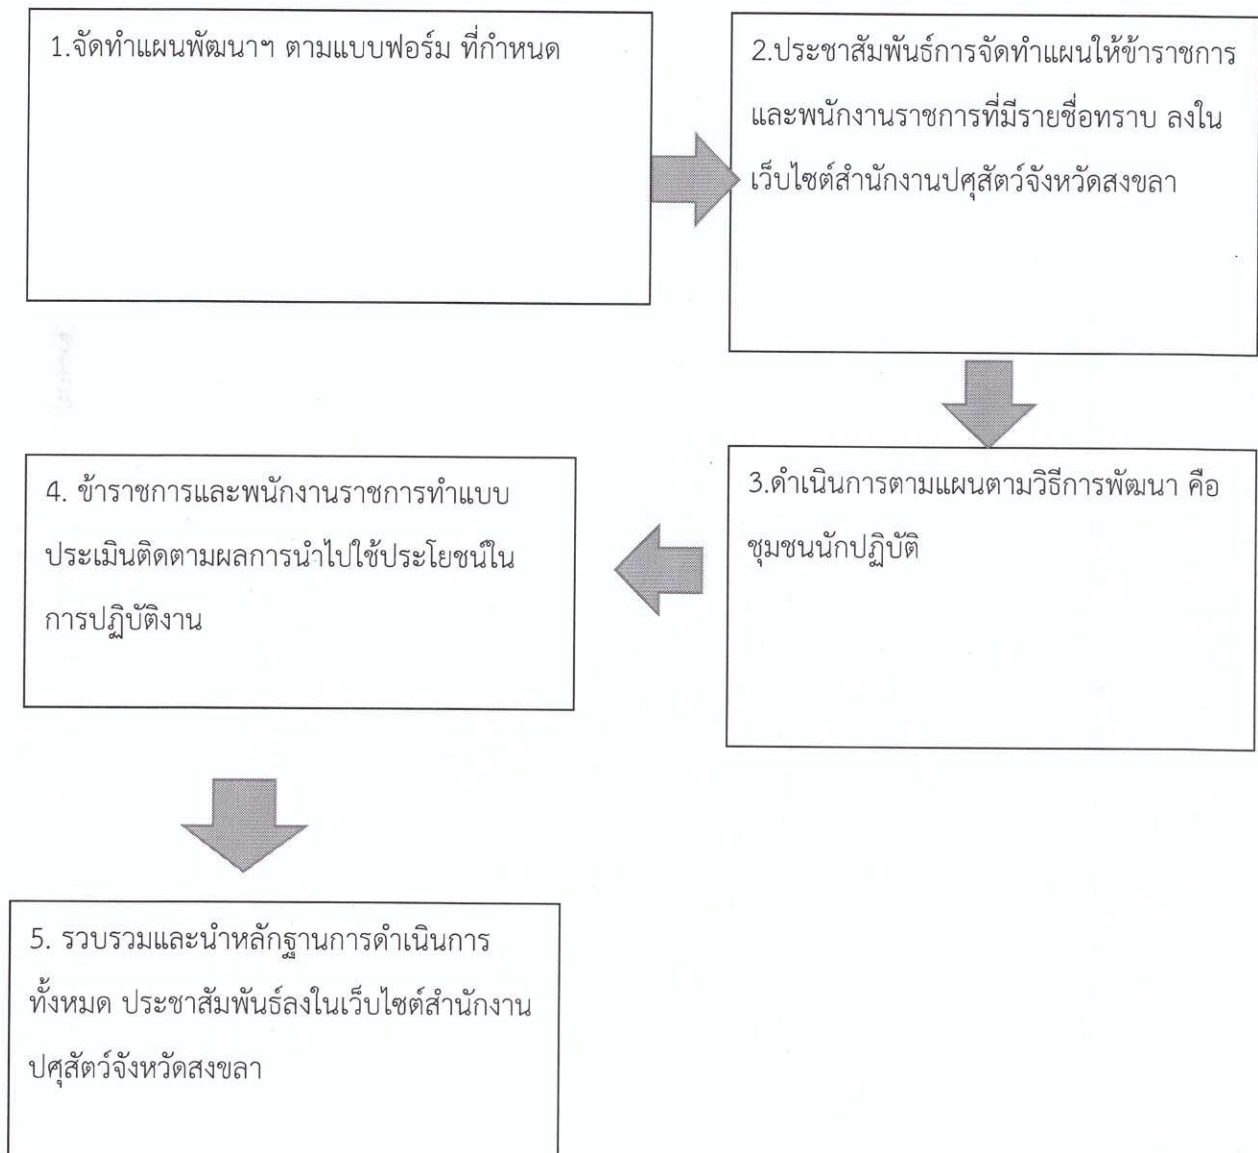 1.จัดทำแผนพัฒนาฯ ตามแบบฟอร์ม ที่กำหนด
2.ประชาสัมพันธ์การจัดทำแผนให้ข้าราชการ
และพนักงานราชการที่มีรายชื่อทราบ ลงใน
เว็บไซต์สำนักงานปศุสัตว์จังหวัดสงขลา
3.ดำเนินการตามแผนตามวิธีการพัฒนา คือ
ชุมชนนักปฏิบัติ
4. ข้าราชการและพนักงานราชการทำแบบ
ประเมินติดตามผลการนำไปใช้ประโยชน์ใน
การปฏิบัติงาน
5. รวบรวมและนำหลักฐานการดำเนินการ
ทั้งหมด ประชาสัมพันธ์ลงในเว็บไซต์สำนักงาน
ปศุสัตว์จังหวัดสงขลา